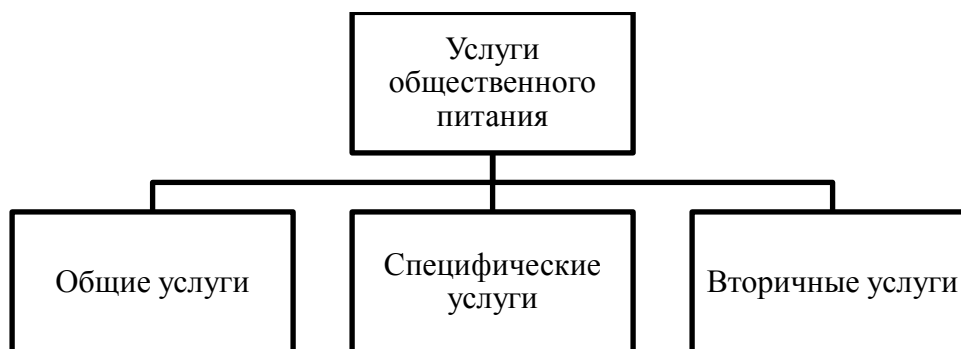 Услуги
общественного
питания
Общие услуги
Специфические
услуги
Вторичные услуги